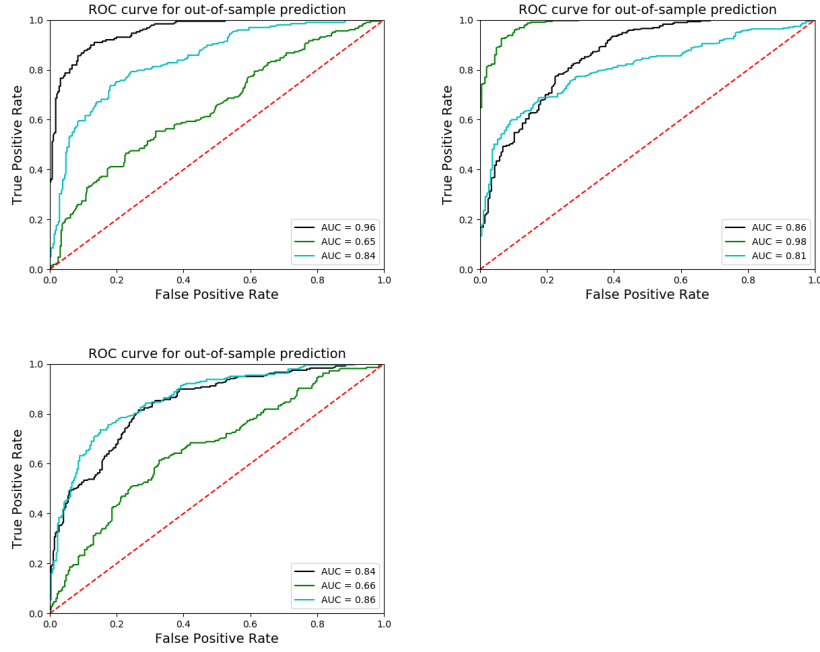 ROC curve for out-of-sample prediction
True Positive Rate
1.0
0.8
0.6
0.4
0.2
0.0
AUC = 0.96
AUC = 0.65
AUC = 0.84
0.0 0.2 0.4 0.6 0.8 1.0
False Positive Rate
ROC curve for out-of-sample prediction
True Positive Rate
1.0
0.8
0.6
0.4
0.2
0.0
AUC = 0.86
AUC = 0.98
AUC = 0.81
0.0 0.2 0.4 0.6 0.8 1.0
False Positive Rate
ROC curve for out-of-sample prediction
True Positive Rate
1.0
0.8
0.6
0.4
0.2
0.0
AUC = 0.84
AUC = 0.66
AUC = 0.86
0.0 0.2 0.4 0.6 0.8 1.0
False Positive Rate